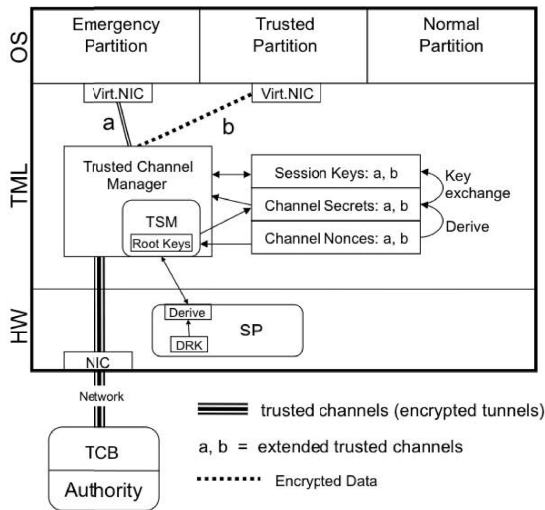 OS
Emergency
Partition
Trusted
Partition
Normal
Partition
Virt.NIC
Virt.NIC
a
b
TML
Trusted Channel
Manager
TSM
Root Keys
Session Keys: a, b
Channel Secrets: a, b
Channel Nonces: a, b
Key
exchange
Derive
HW
Derive
DRK
SP
NIC
Network
TCB
Authority
trusted channels (encrypted tunnels)
a, b = extended trusted channels
Encrypted Data